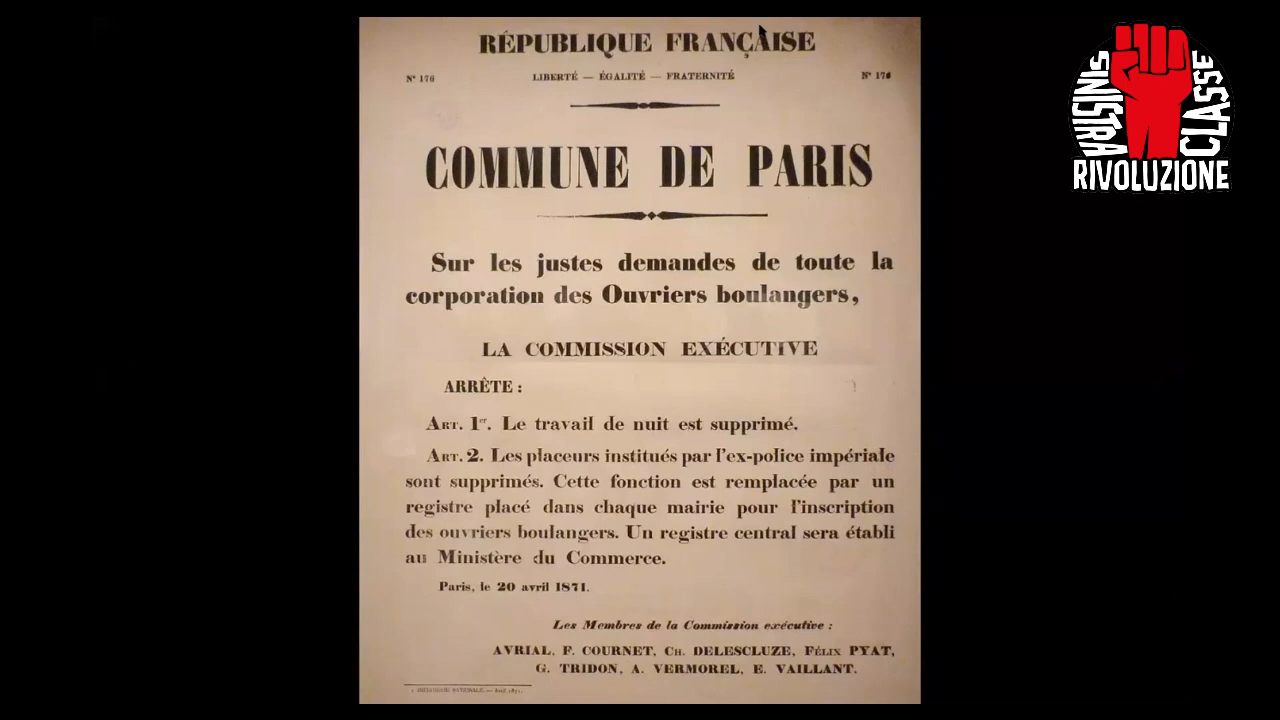 RÉPUBLIQUE FRANÇAISE
N° 176 LIBERTÉ — ÉGALITÉ — FRATERNITÉ N° 176
COMMUNE DE PARIS
Sur les justes demandes de toute la
corporation des Ouvriers boulangers,
LA COMMISSION EXÉCUTIVE
ARRÊTE :
ART. 1er. Le travail de nuit est supprimé.
ART. 2. Les placeurs institués par l'ex-police impériale
sont supprimés. Cette fonction est remplacée par un
registre placé dans chaque mairie pour l'inscription
des ouvriers boulangers. Un registre central sera établi
au Ministère du Commerce.
Paris, le 20 avril 1871.
Les Membres de la Commission exécutive :
AVRIAL, F. COURNET, CH. DELESCLUZE, FÉLIX PYAT,
G. TRIDON, A. VERMOREL, E. VAILLANT.
IMPRIMERIE NATIONALE. — Avril 1871.
SINISTRA
CLASSE
RIVOLUZIONE